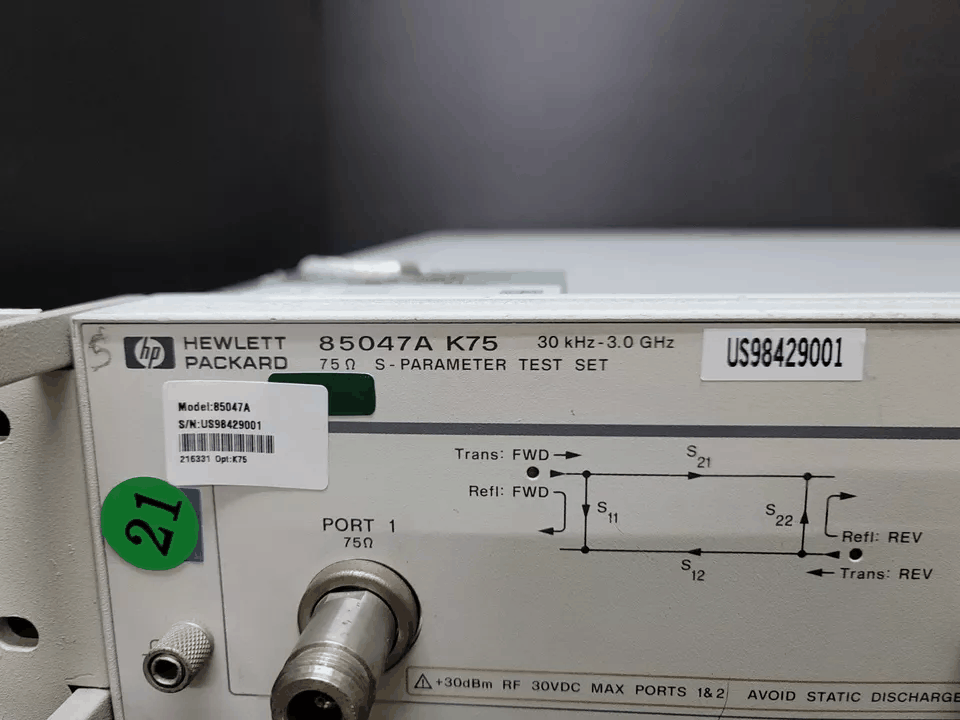 hp
HEWLETT
PACKARD
85047A K75
30 kHz-3.0 GHz
75Ω S-PARAMETER TEST SET
US98429001
Model:85047A
S/N:US98429001
216331 Opt:K75
21
PORT 1
75Ω
Trans: FWD
Refl: FWD
S21
S11
S22
S12
Refl: REV
Trans: REV
+30dBm RF 30VDC MAX PORTS 1&2
AVOID STATIC DISCHARGE